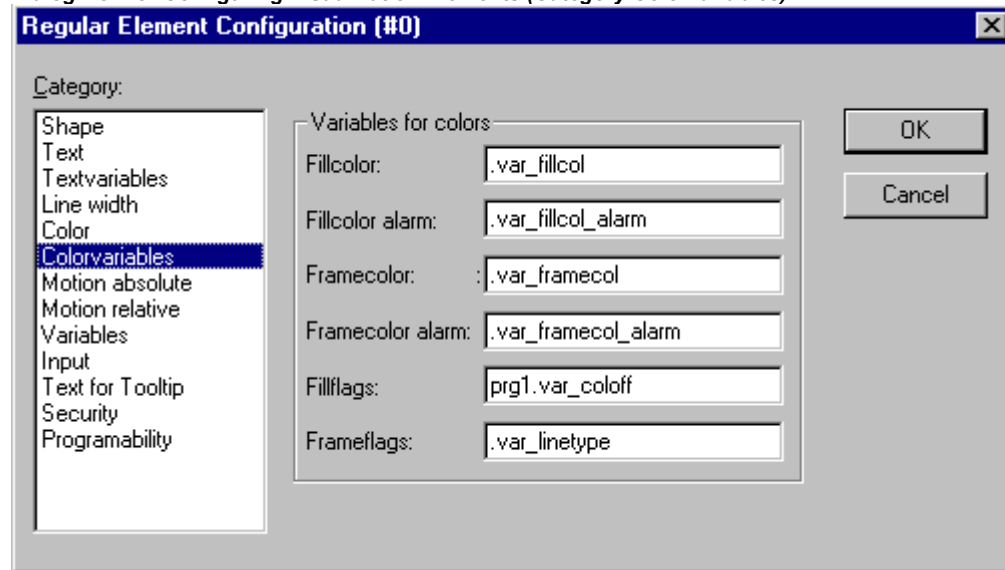 Regular Element Configuration (#0)
Category:
Shape
Text
Textvariables
Line width
Color
Colorvariables
Motion absolute
Motion relative
Variables
Input
Text for Tooltip
Security
Programability
Variables for colors
Fillcolor: .var_fillcol
Fillcolor alarm: .var_fillcol_alarm
Framecolor: : .var_framecol
Framecolor alarm: .var_framecol_alarm
Fillflags: prg1.var_coloff
Frameflags: .var_linetype
OK
Cancel